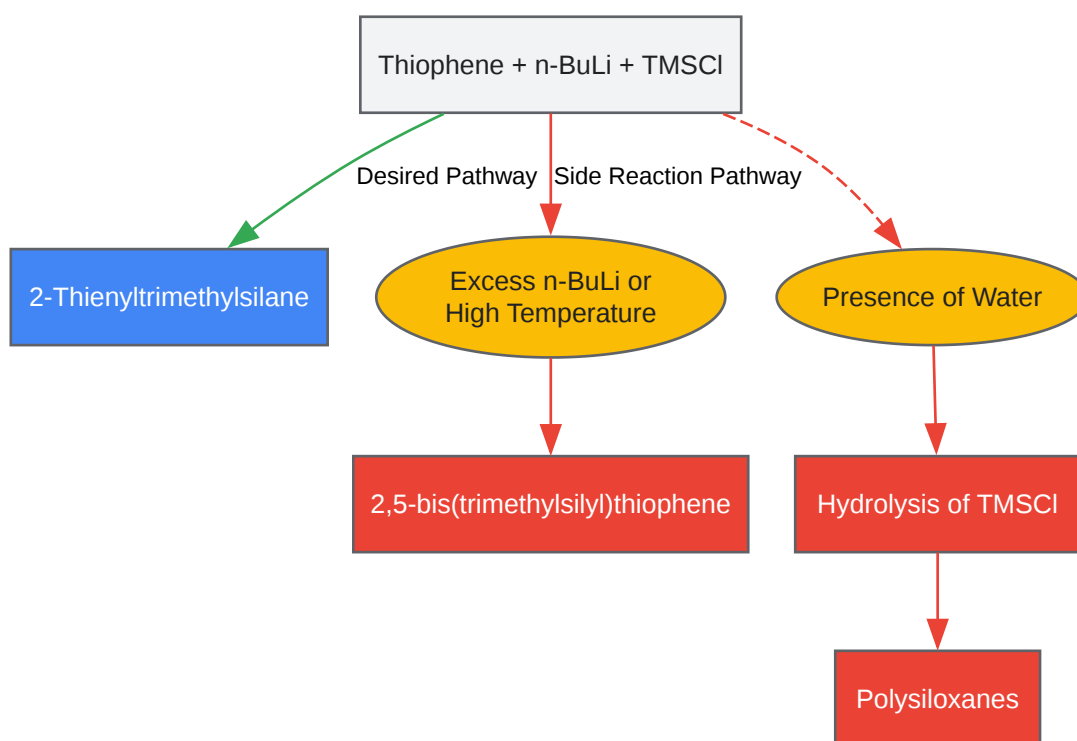 Thiophene + n-BuLi + TMSCl
Desired Pathway
Side Reaction Pathway
2-Thienyltrimethylsilane
Excess n-BuLi or
High Temperature
Presence of Water
2,5-bis(trimethylsilyl)thiophene
Hydrolysis of TMSCl
Polysiloxanes